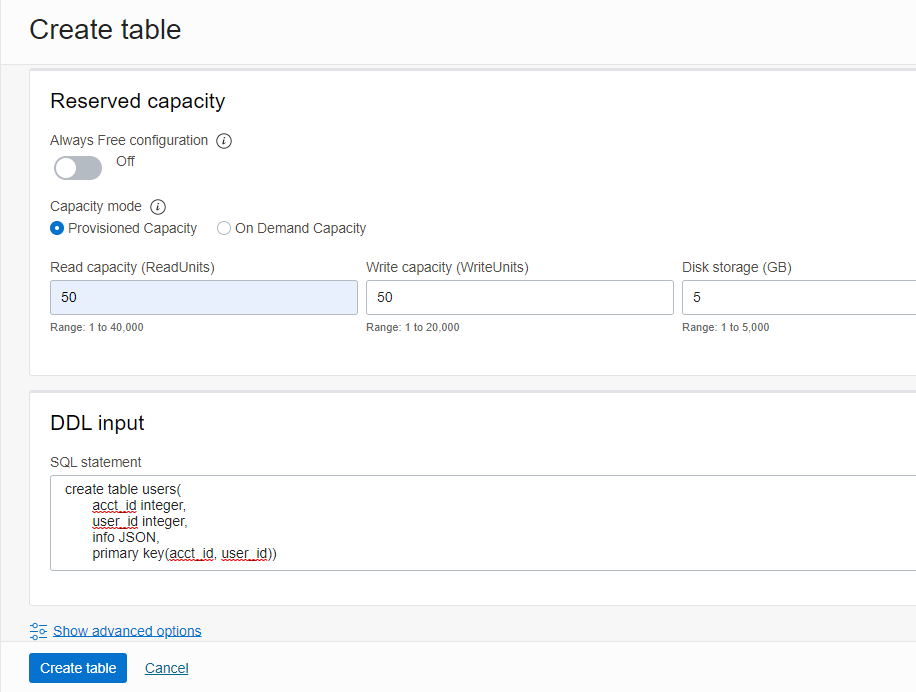 Create table
Reserved capacity
Always Free configuration
Off
Capacity mode
Provisioned Capacity On Demand Capacity
Read capacity (ReadUnits) Write capacity (WriteUnits) Disk storage (GB)
50 50 5
Range: 1 to 40,000 Range: 1 to 20,000 Range: 1 to 5,000
DDL input
SQL statement
create table users(
acct_id integer,
user_id integer,
info JSON,
primary key(acct_id, user_id))
Show advanced options
Create table Cancel